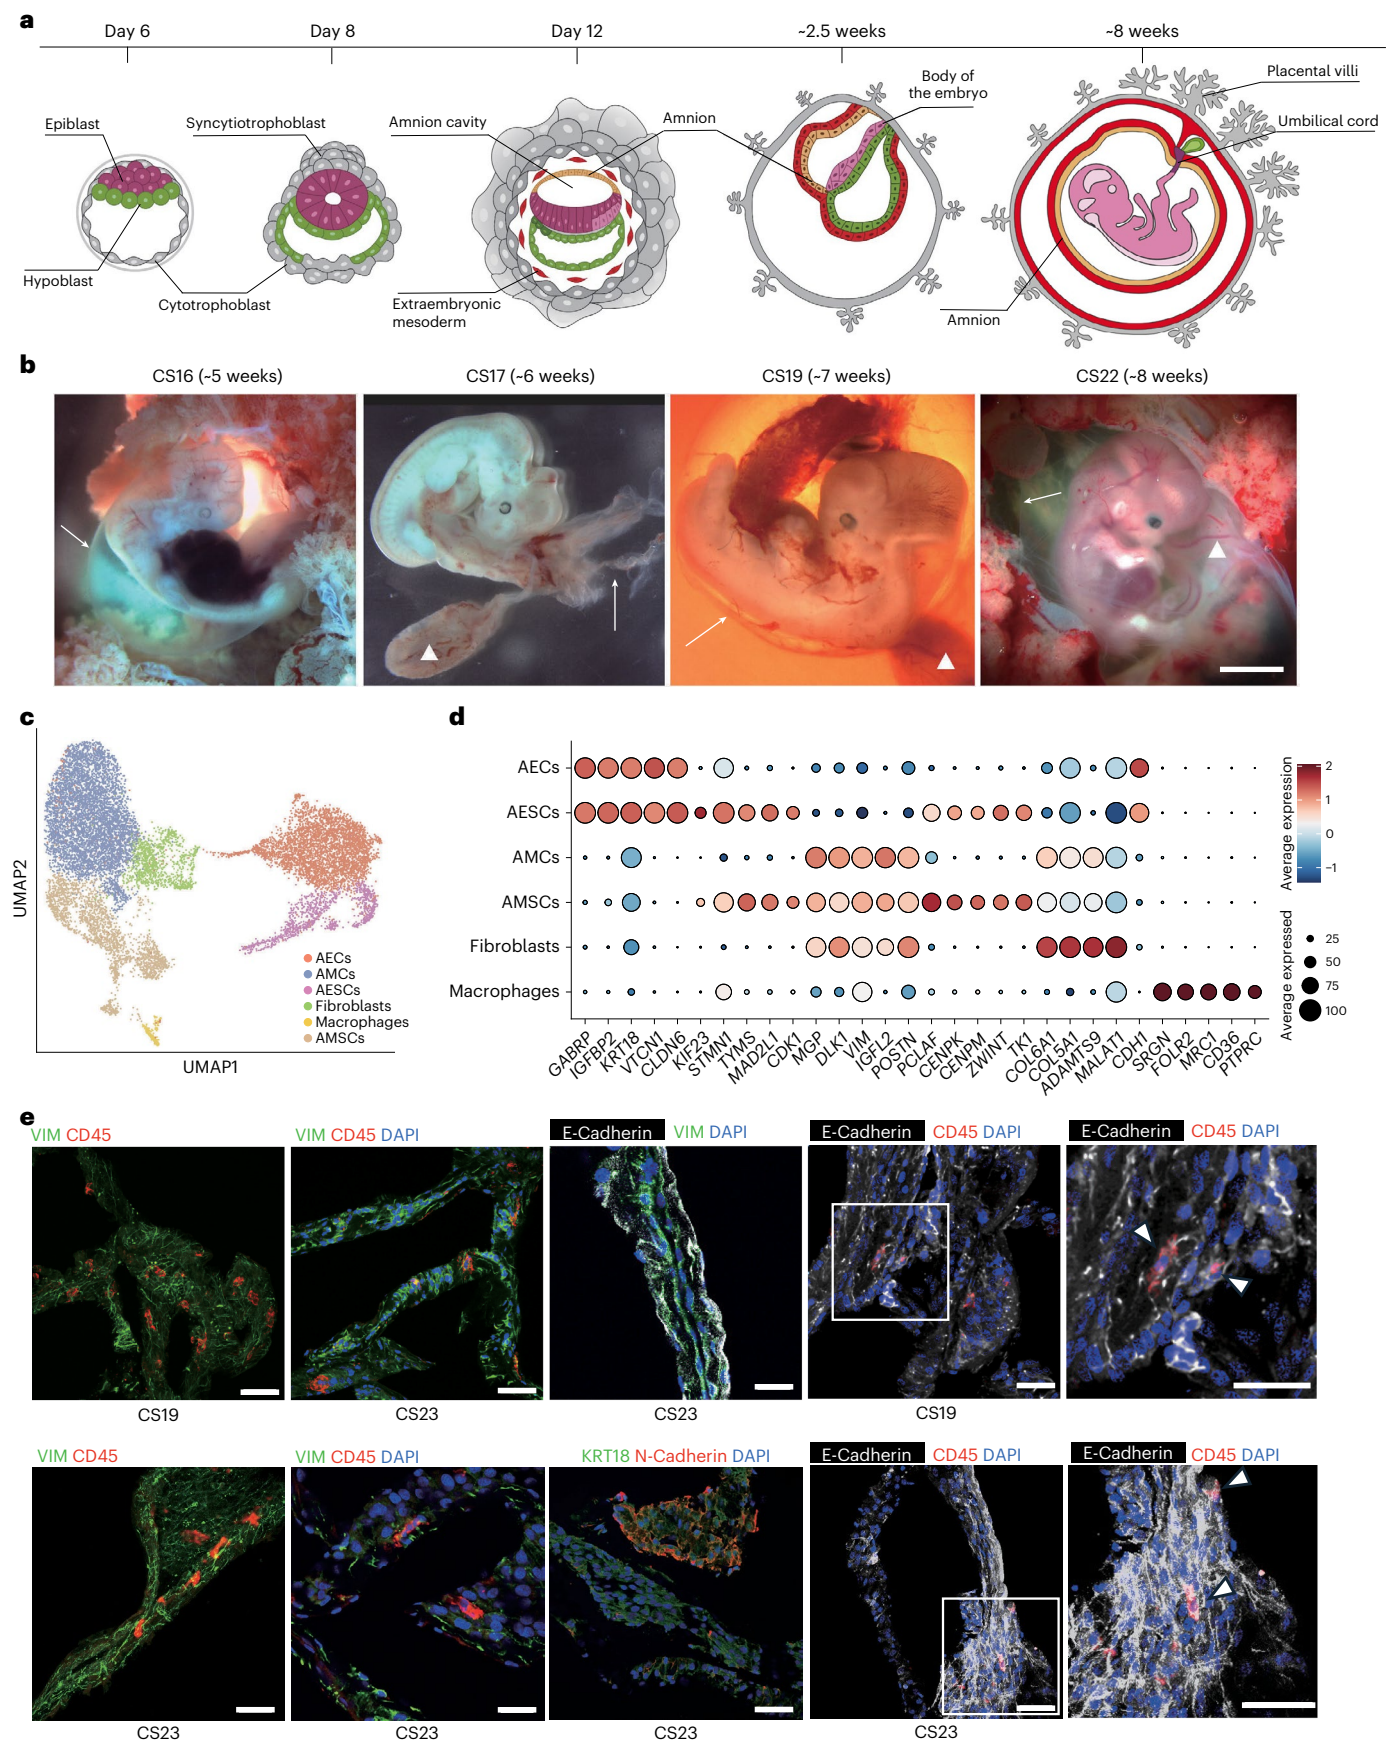 a
Day 6
Day 8
Day 12
~2.5 weeks
~8 weeks
Placental villi
Body of
the embryo
Epiblast
Syncytiotrophoblast
Amnion cavity
Amnion
Umbilical cord
Hypoblast
Cytotrophoblast
Extraembryonic
mesoderm
Amnion
b
CS16 (~5 weeks)
CS17 (~6 weeks)
CS19 (~7 weeks)
CS22 (~8 weeks)
c
UMAP2
UMAP1
AECs
AMCs
AESCs
Fibroblasts
Macrophages
AMSCs
d
AECs
AESCs
AMCs
AMSCs
Fibroblasts
Macrophages
GABRP
IGFBP2
KRT18
VTCN1
CLDN6
KIF23
STMN1
TYMS
MAD2L1
CDK1
MGP
DLK1
VIM
IGFL2
POSTN
PCLAF
CENPK
CENPM
ZWINT
TK1
COL6A1
COL5A1
ADAMTS9
MALAT1
CDH1
SRGN
FOLR2
MRC1
CD36
PTPRC
Average expression
2
1
0
−1
Average expressed
25
50
75
100
e
VIM CD45
VIM CD45 DAPI
E-Cadherin VIM DAPI
E-Cadherin CD45 DAPI
E-Cadherin CD45 DAPI
CS19
CS23
CS23
CS19
VIM CD45
VIM CD45 DAPI
KRT18 N-Cadherin DAPI
E-Cadherin CD45 DAPI
E-Cadherin CD45 DAPI
CS23
CS23
CS23
CS23